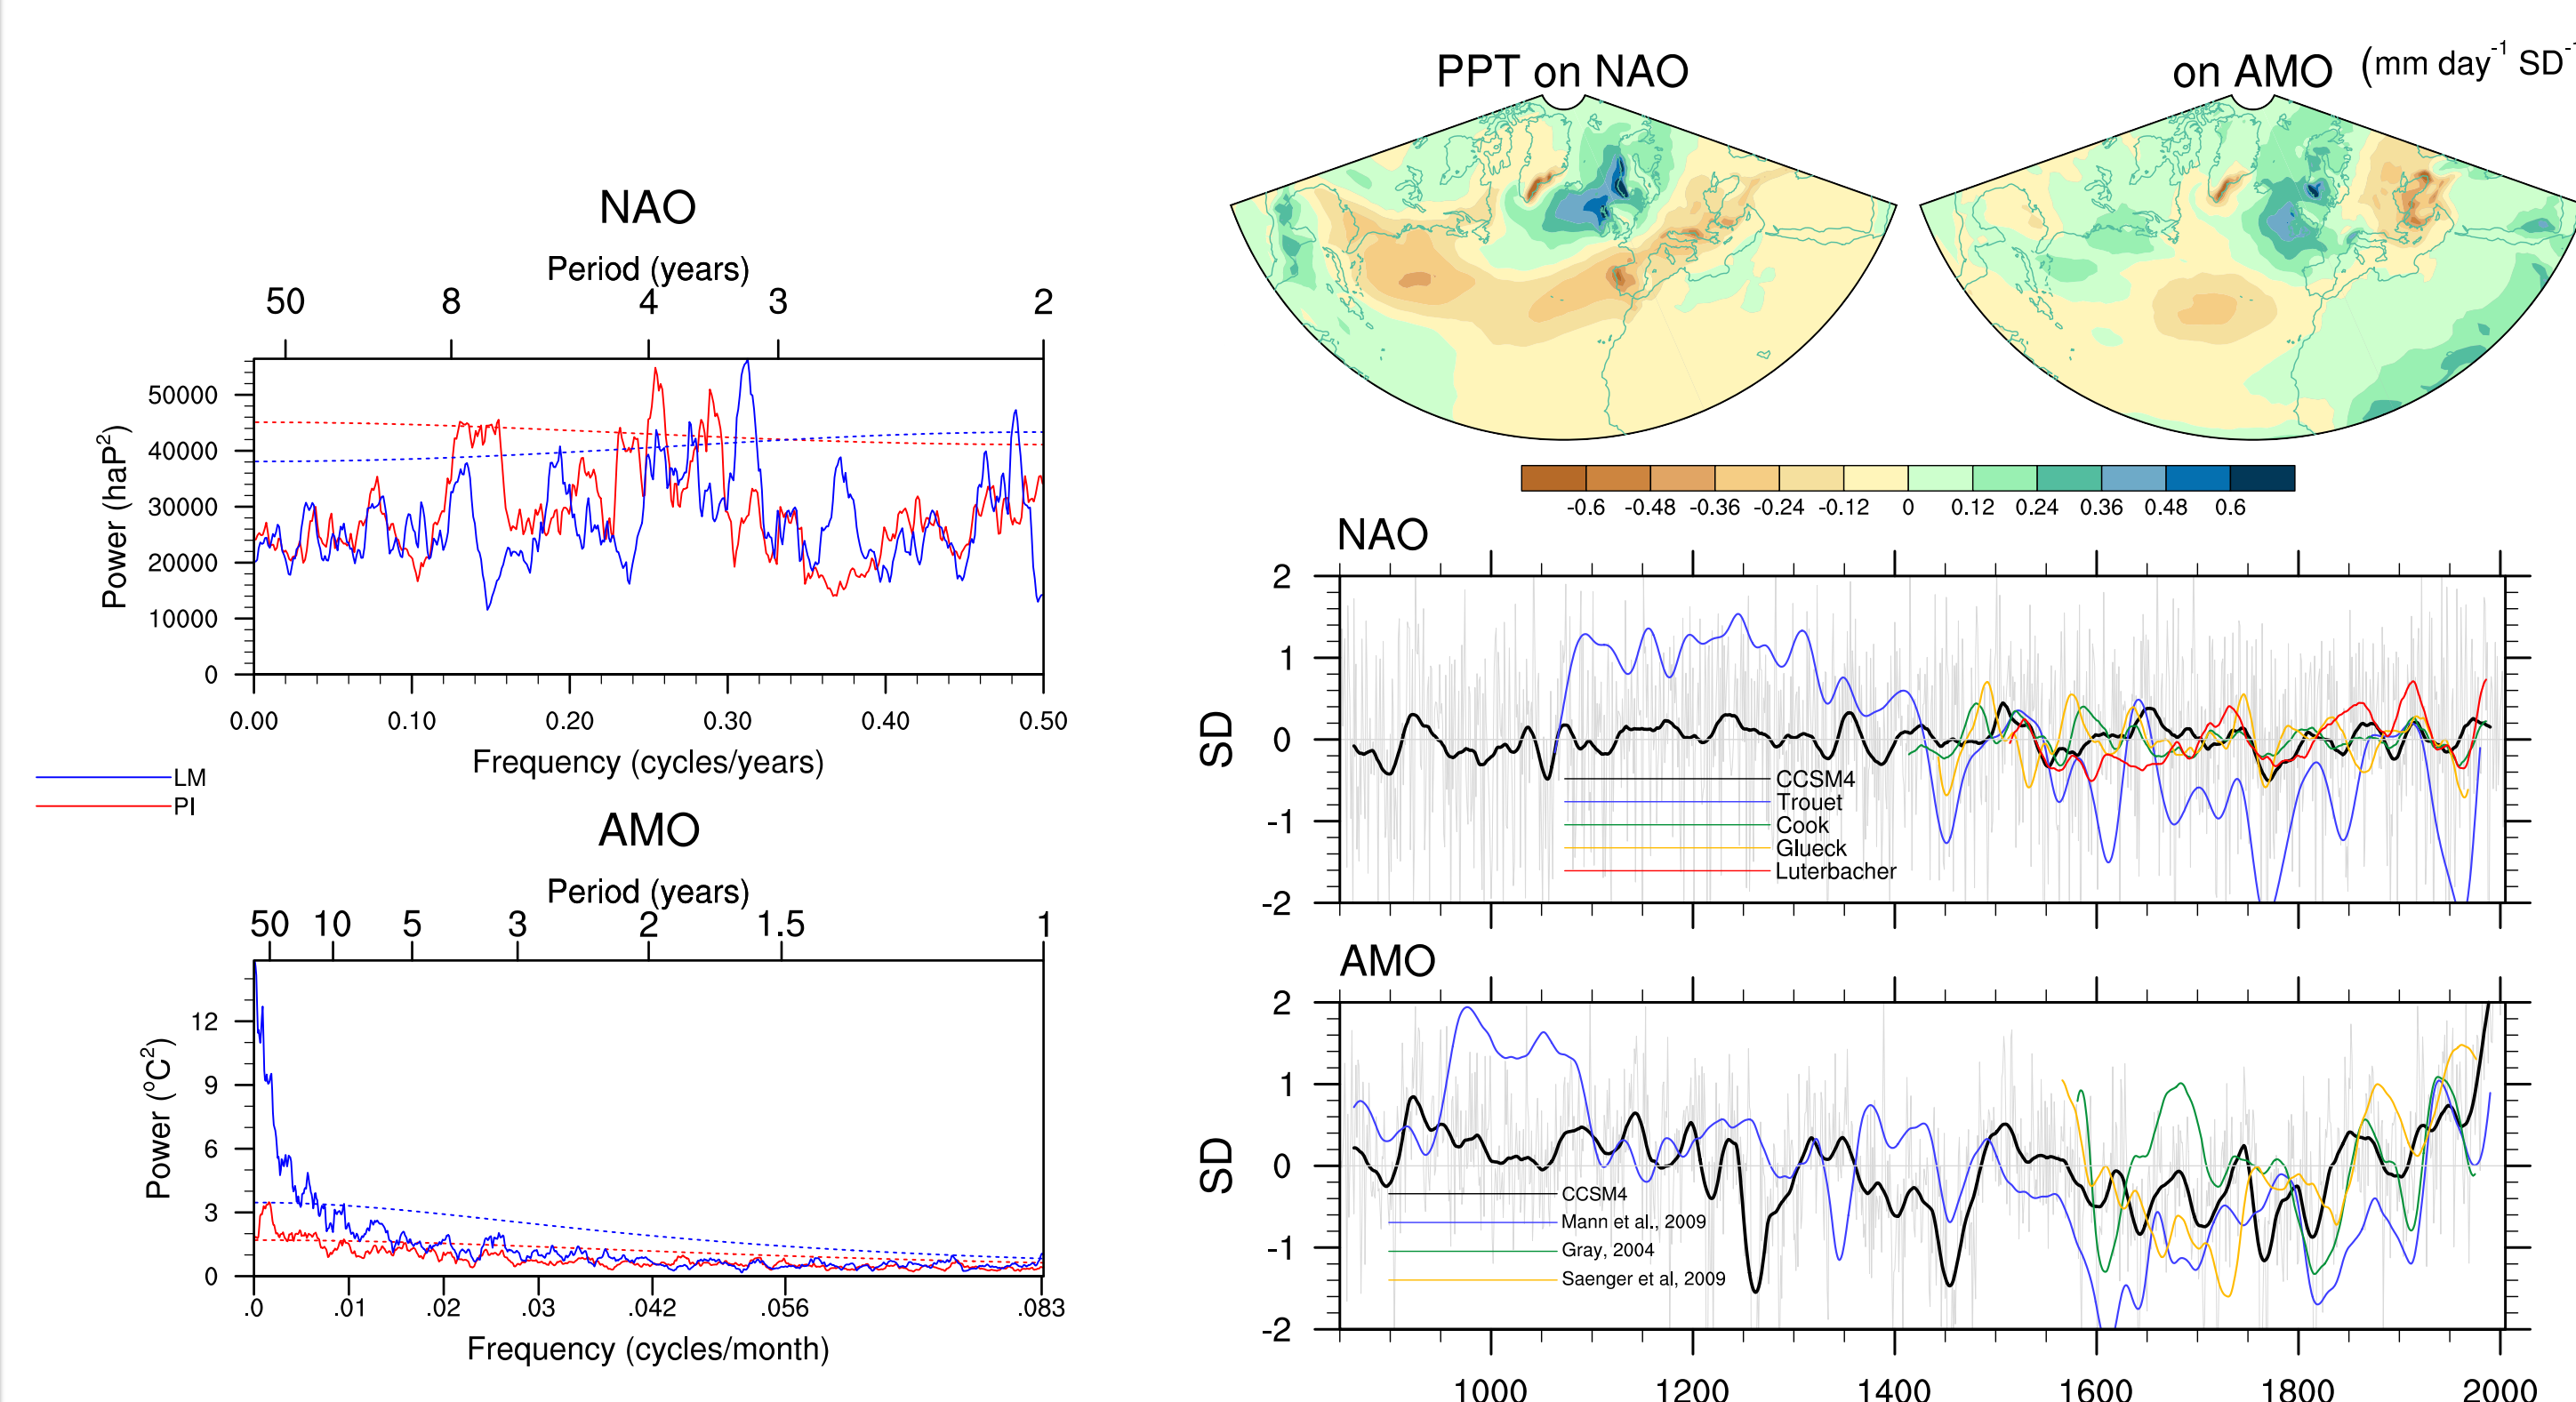 NAO
Period (years)
50 8 4 3 2
50000
40000
30000
20000
10000
0
Power (haP²)
0.00 0.10 0.20 0.30 0.40 0.50
Frequency (cycles/years)
LM
PI
AMO
Period (years)
50 10 5 3 2 1.5 1
12
9
6
3
0
Power (°C²)
.0 .01 .02 .03 .042 .056 .083
Frequency (cycles/month)
PPT on NAO
on AMO (mm day⁻¹ SD⁻¹
-0.6 -0.48 -0.36 -0.24 -0.12 0 0.12 0.24 0.36 0.48 0.6
NAO
2
1
0
-1
-2
SD
CCSM4
Trouet
Cook
Glueck
Luterbacher
AMO
2
1
0
-1
-2
SD
CCSM4
Mann et al., 2009
Gray, 2004
Saenger et al, 2009
1000 1200 1400 1600 1800 2000